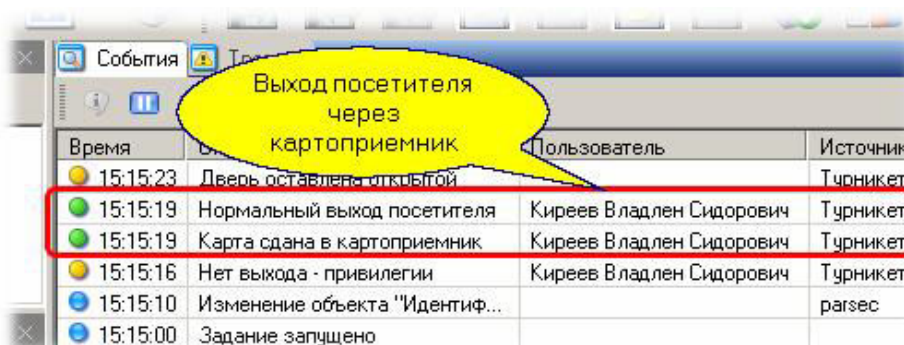 События
Выход посетителя
через
картоприемник
Время Пользователь Источник
15:15:23 Дверь оставлена открытой Турникет
15:15:19 Нормальный выход посетителя Киреев Владлен Сидорович Турникет
15:15:19 Карта сдана в картоприемник Киреев Владлен Сидорович Турникет
15:15:16 Нет выхода - привилегии Киреев Владлен Сидорович Турникет
15:15:10 Изменение объекта "Идентиф... parsec
15:15:00 Задание запущено